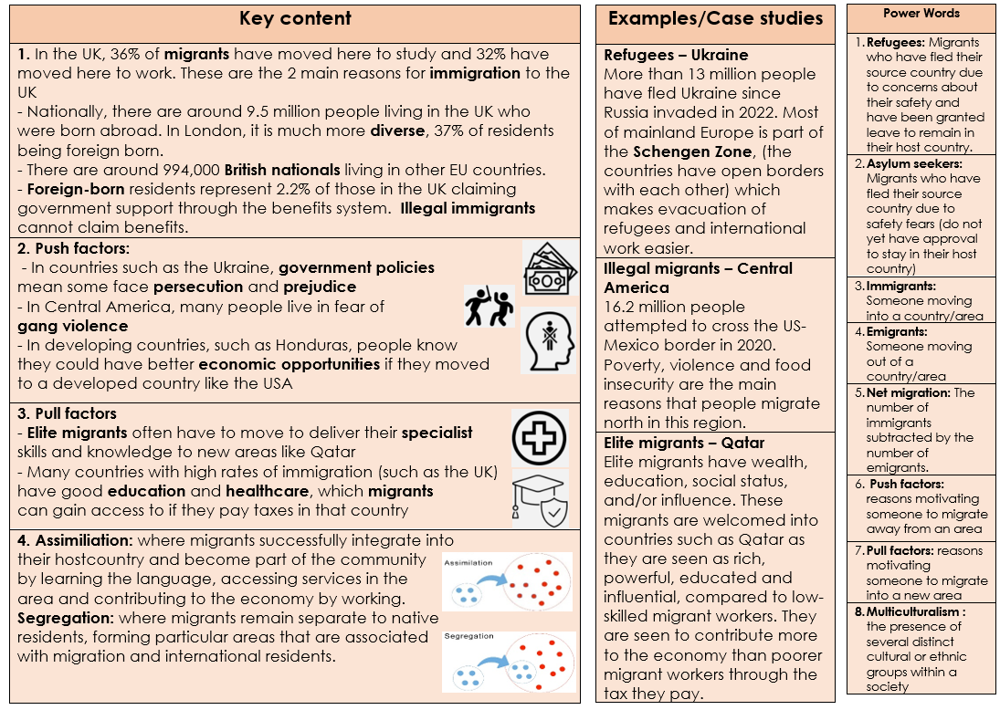 Key content
1. In the UK, 36% of migrants have moved here to study and 32% have
moved here to work. These are the 2 main reasons for immigration to the
UK
- Nationally, there are around 9.5 million people living in the UK who
were born abroad. In London, it is much more diverse, 37% of residents
being foreign born.
- There are around 994,000 British nationals living in other EU countries.
- Foreign-born residents represent 2.2% of those in the UK claiming
government support through the benefits system. Illegal immigrants
cannot claim benefits.
2. Push factors:
- In countries such as the Ukraine, government policies
mean some face persecution and prejudice
- In Central America, many people live in fear of
gang violence
- In developing countries, such as Honduras, people know
they could have better economic opportunities if they moved
to a developed country like the USA
3. Pull factors
- Elite migrants often have to move to deliver their specialist
skills and knowledge to new areas like Qatar
- Many countries with high rates of immigration (such as the UK)
have good education and healthcare, which migrants
can gain access to if they pay taxes in that country
4. Assimiliation: where migrants successfully integrate into
their hostcountry and become part of the community
by learning the language, accessing services in the
area and contributing to the economy by working.
Segregation: where migrants remain separate to native
residents, forming particular areas that are associated
with migration and international residents.
Assimilation
Segregation
Examples/Case studies
Refugees – Ukraine
More than 13 million people
have fled Ukraine since
Russia invaded in 2022. Most
of mainland Europe is part of
the Schengen Zone, (the
countries have open borders
with each other) which
makes evacuation of
refugees and international
work easier.
Illegal migrants – Central
America
16.2 million people
attempted to cross the US-
Mexico border in 2020.
Poverty, violence and food
insecurity are the main
reasons that people migrate
north in this region.
Elite migrants – Qatar
Elite migrants have wealth,
education, social status,
and/or influence. These
migrants are welcomed into
countries such as Qatar as
they are seen as rich,
powerful, educated and
influential, compared to low-
skilled migrant workers. They
are seen to contribute more
to the economy than poorer
migrant workers through the
tax they pay.
Power Words
1. Refugees: Migrants
who have fled their
source country due
to concerns about
their safety and
have been granted
leave to remain in
their host country.
2. Asylum seekers:
Migrants who have
fled their source
country due to
safety fears (do not
yet have approval
to stay in their host
country)
3. Immigrants:
Someone moving
into a country/area
4. Emigrants:
Someone moving
out of a
country/area
5. Net migration: The
number of
immigrants
subtracted by the
number of
emigrants.
6. Push factors:
reasons motivating
someone to migrate
away from an area
7. Pull factors: reasons
motivating
someone to migrate
into a new area
8. Multiculturalism :
the presence of
several distinct
cultural or ethnic
groups within a
society